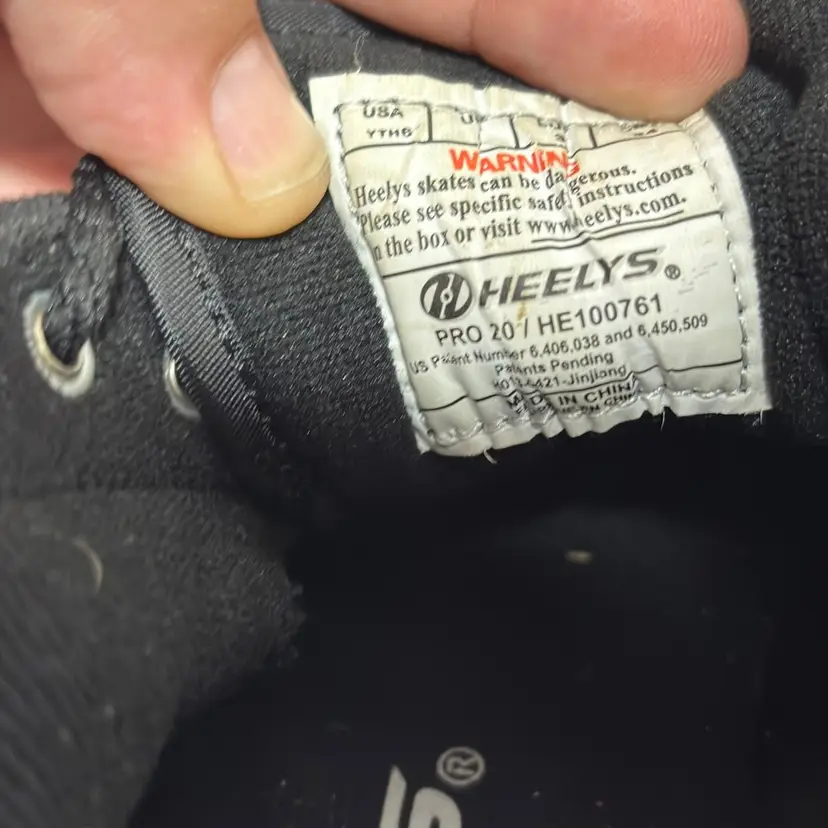 USA
YTH6
WARNING
Heelys skates can be dangerous.
Please see specific safety instructions
in the box or visit www.heelys.com.
HEELYS®
PRO 20 / HE100761
US Patent Number 6,406,038 and 6,450,509
Patents Pending
-Jinjiang
MADE IN CHINA
®